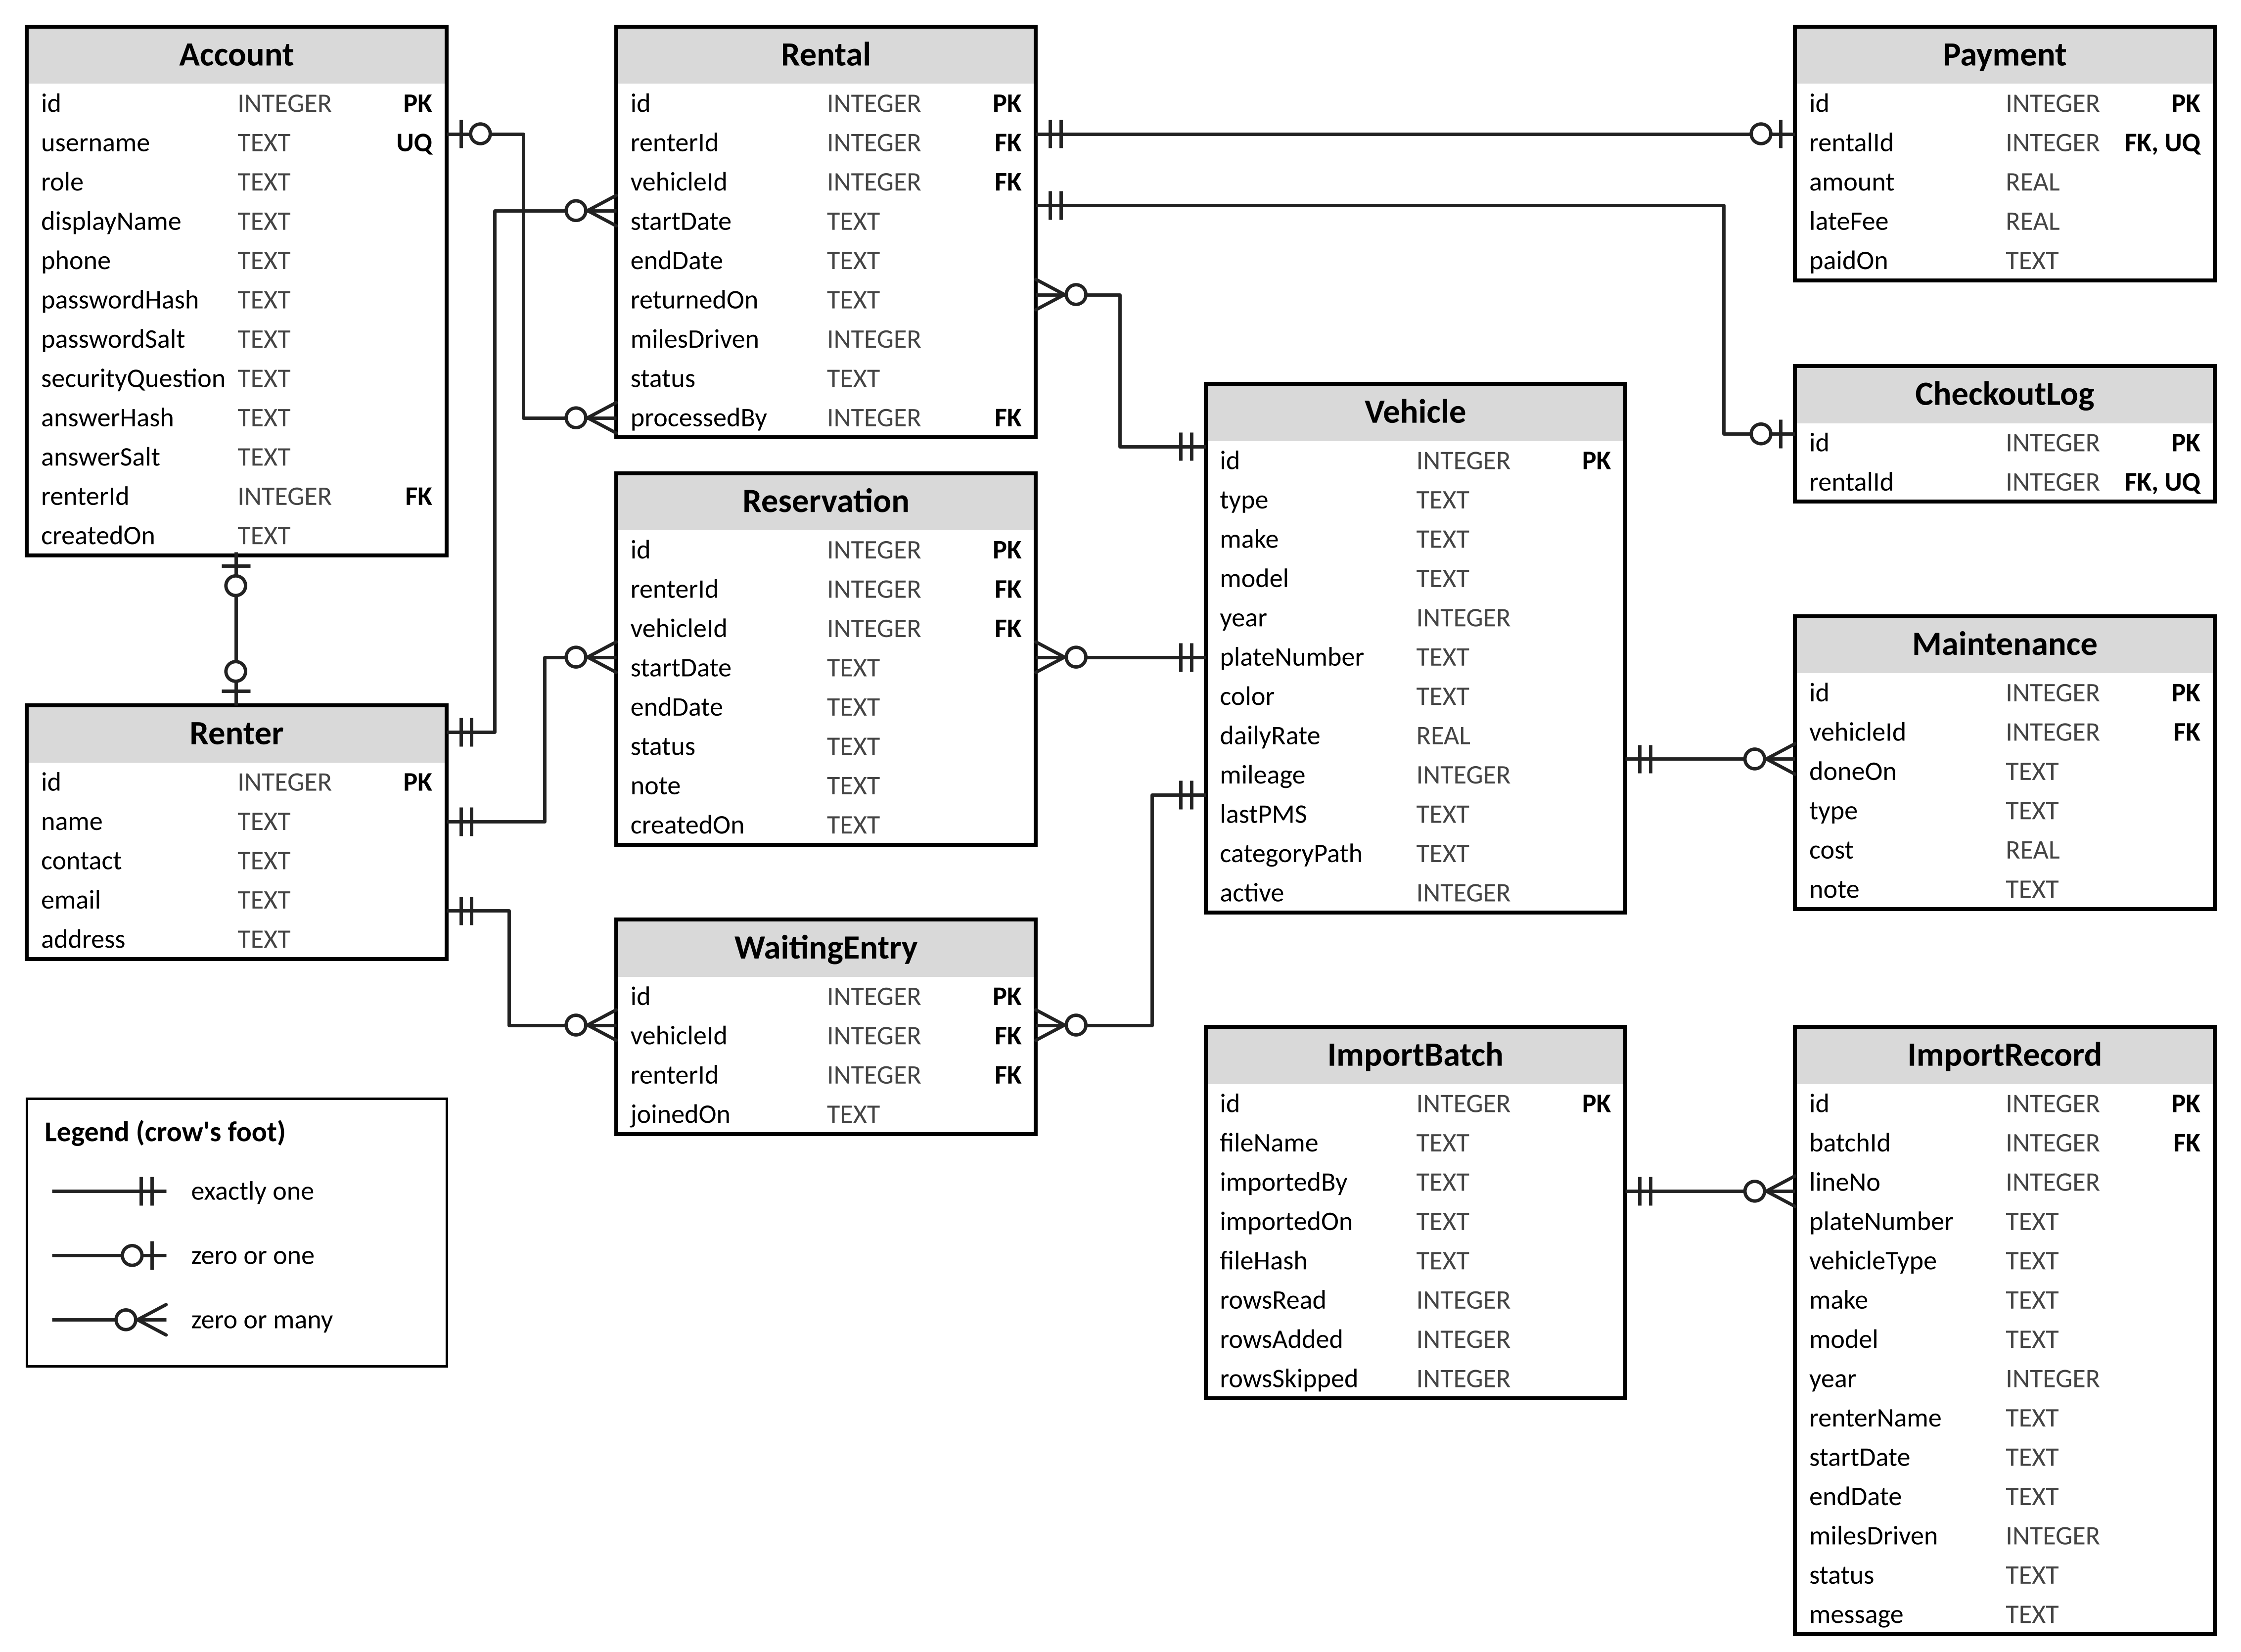 Account
id INTEGER PK
username TEXT UQ
role TEXT
displayName TEXT
phone TEXT
passwordHash TEXT
passwordSalt TEXT
securityQuestion TEXT
answerHash TEXT
answerSalt TEXT
renterId INTEGER FK
createdOn TEXT
Renter
id INTEGER PK
name TEXT
contact TEXT
email TEXT
address TEXT
Legend (crow's foot)
exactly one
zero or one
zero or many
Rental
id INTEGER PK
renterId INTEGER FK
vehicleId INTEGER FK
startDate TEXT
endDate TEXT
returnedOn TEXT
milesDriven INTEGER
status TEXT
processedBy INTEGER FK
Reservation
id INTEGER PK
renterId INTEGER FK
vehicleId INTEGER FK
startDate TEXT
endDate TEXT
status TEXT
note TEXT
createdOn TEXT
WaitingEntry
id INTEGER PK
vehicleId INTEGER FK
renterId INTEGER FK
joinedOn TEXT
Vehicle
id INTEGER PK
type TEXT
make TEXT
model TEXT
year INTEGER
plateNumber TEXT
color TEXT
dailyRate REAL
mileage INTEGER
lastPMS TEXT
categoryPath TEXT
active INTEGER
ImportBatch
id INTEGER PK
fileName TEXT
importedBy TEXT
importedOn TEXT
fileHash TEXT
rowsRead INTEGER
rowsAdded INTEGER
rowsSkipped INTEGER
Payment
id INTEGER PK
rentalId INTEGER FK, UQ
amount REAL
lateFee REAL
paidOn TEXT
CheckoutLog
id INTEGER PK
rentalId INTEGER FK, UQ
Maintenance
id INTEGER PK
vehicleId INTEGER FK
doneOn TEXT
type TEXT
cost REAL
note TEXT
ImportRecord
id INTEGER PK
batchId INTEGER FK
lineNo INTEGER
plateNumber TEXT
vehicleType TEXT
make TEXT
model TEXT
year INTEGER
renterName TEXT
startDate TEXT
endDate TEXT
milesDriven INTEGER
status TEXT
message TEXT